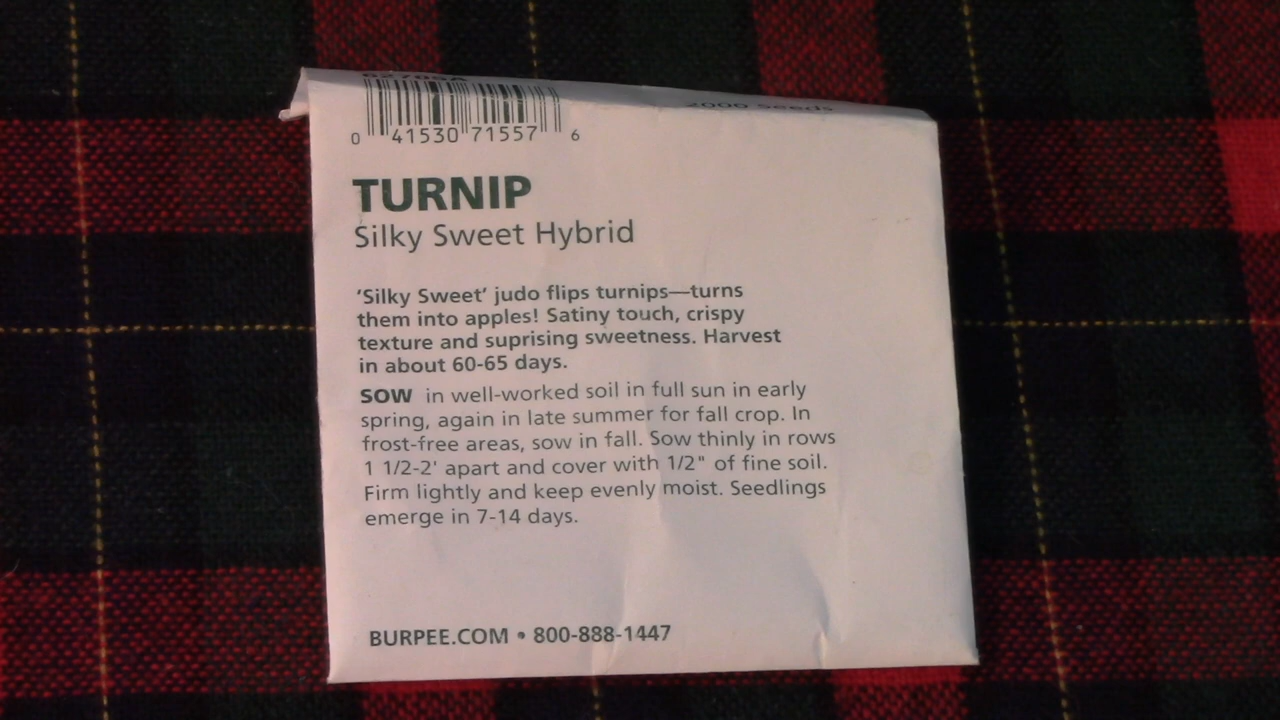 62705A
2000 seeds
0 41530 71557 6
TURNIP
Silky Sweet Hybrid
‘Silky Sweet’ judo flips turnips—turns
them into apples! Satiny touch, crispy
texture and suprising sweetness. Harvest
in about 60-65 days.
SOW in well-worked soil in full sun in early
spring, again in late summer for fall crop. In
frost-free areas, sow in fall. Sow thinly in rows
1 1/2-2' apart and cover with 1/2" of fine soil.
Firm lightly and keep evenly moist. Seedlings
emerge in 7-14 days.
BURPEE.COM • 800-888-1447